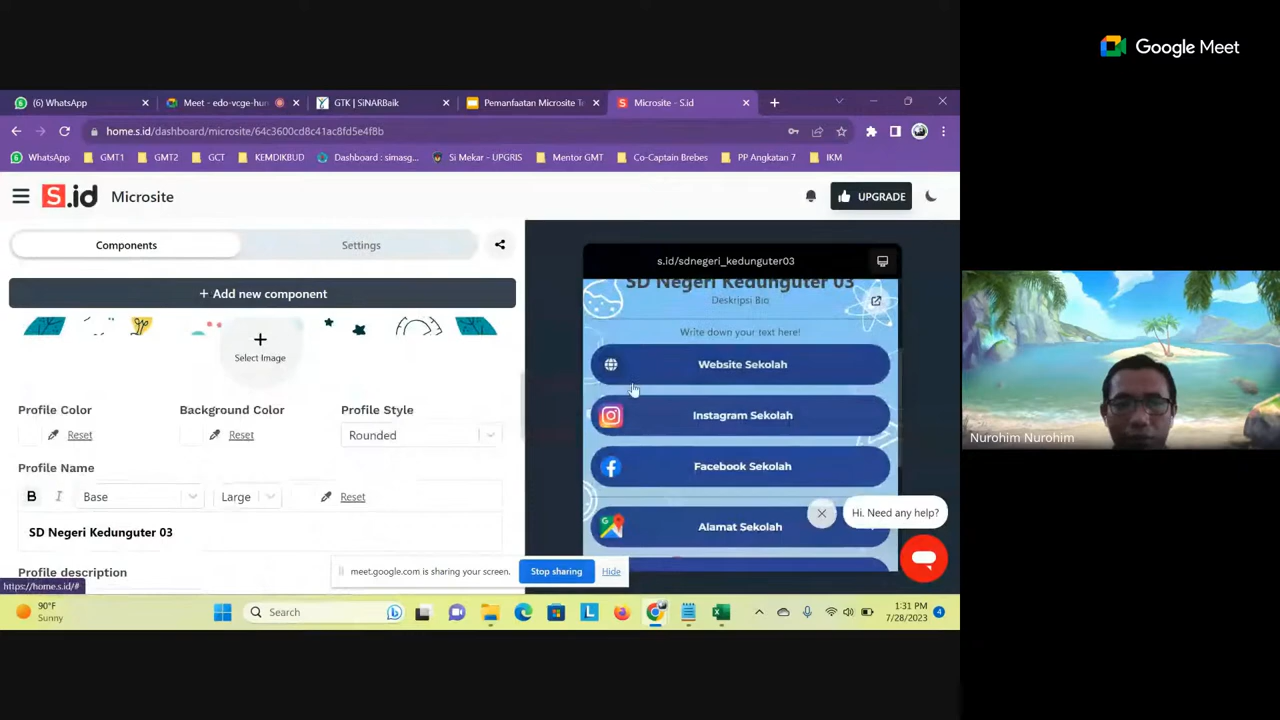 Google Meet
(6) WhatsApp
Meet - edo-vcge-hun
GTK | SiNARBaik
Pemanfaatan Microsite Te
Microsite - S.id
home.s.id/dashboard/microsite/64c3600cd8c41ac8fd5e4f8b
WhatsApp
GMT1
GMT2
GCT
KEMDIKBUD
Dashboard : simasg...
Si Mekar - UPGRIS
Mentor GMT
Co-Captain Brebes
PP Angkatan 7
IKM
S.id
Microsite
UPGRADE
Components
Settings
+ Add new component
Select Image
Profile Color
Background Color
Profile Style
Reset
Reset
Rounded
Profile Name
B
I
Base
Large
Reset
SD Negeri Kedunguter 03
Profile description
s.id/sdnegeri_kedunguter03
SD Negeri Kedunguter 03
Deskripsi Bio
Write down your text here!
Website Sekolah
Instagram Sekolah
Facebook Sekolah
Alamat Sekolah
Hi. Need any help?
meet.google.com is sharing your screen.
Stop sharing
Hide
https://home.s.id/#
90°F
Sunny
Search
L
1:31 PM
7/28/2023
4
Nurohim Nurohim